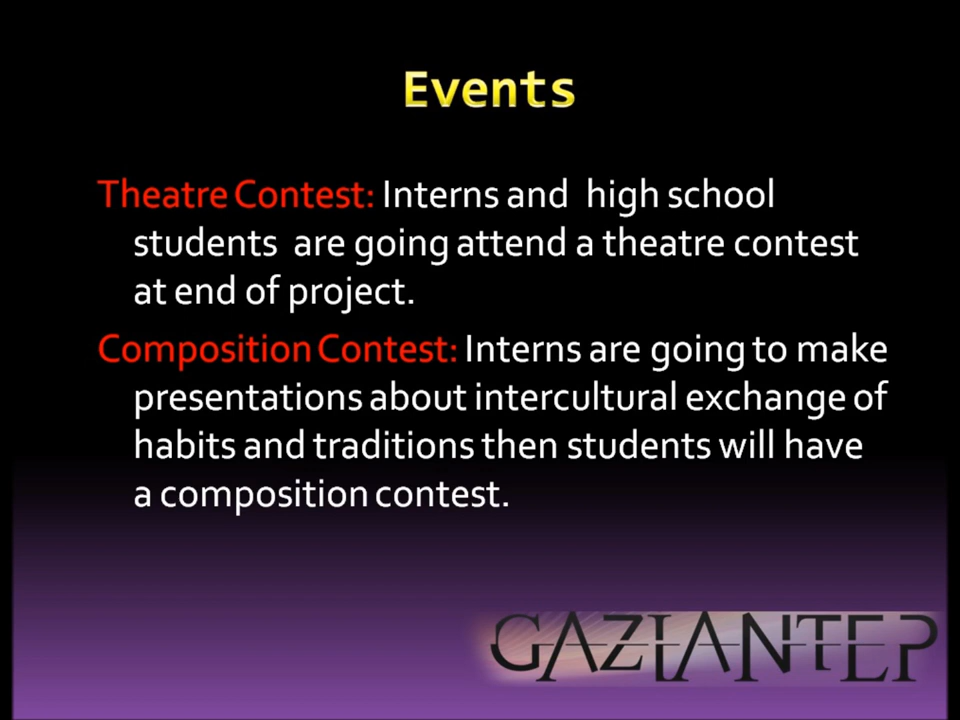 Events
Theatre Contest: Interns and high school
students are going attend a theatre contest
at end of project.
Composition Contest: Interns are going to make
presentations about intercultural exchange of
habits and traditions then students will have
a composition contest.
GAZIANTEP